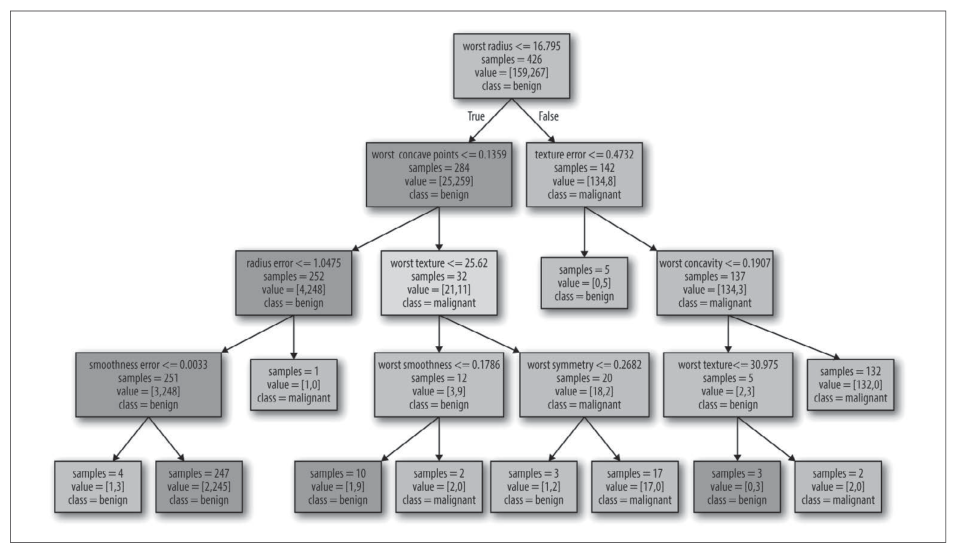 worst radius <= 16.795
samples = 426
value = [159,267]
class = benign
True
False
worst concave points <= 0.1359
samples = 284
value = [25,259]
class = benign
texture error <= 0.4732
samples = 142
value = [134,8]
class = malignant
radius error <= 1.0475
samples = 252
value = [4,248]
class = benign
worst texture <= 25.62
samples = 32
value = [21,11]
class = malignant
samples = 5
value = [0,5]
class = benign
worst concavity <= 0.1907
samples = 137
value = [134,3]
class = malignant
smoothness error <= 0.0033
samples = 251
value = [3,248]
class = benign
samples = 1
value = [1,0]
class = malignant
worst smoothness <= 0.1786
samples = 12
value = [3,9]
class = benign
worst symmetry <= 0.2682
samples = 20
value = [18,2]
class = malignant
worst texture<= 30.975
samples = 5
value = [2,3]
class = benign
samples = 132
value = [132,0]
class = malignant
samples = 4
value = [1,3]
class = benign
samples = 247
value = [2,245]
class = benign
samples = 10
value = [1,9]
class = benign
samples = 2
value = [2,0]
class = malignant
samples = 3
value = [1,2]
class = benign
samples = 17
value = [17,0]
class = malignant
samples = 3
value = [0,3]
class = benign
samples = 2
value = [2,0]
class = malignant